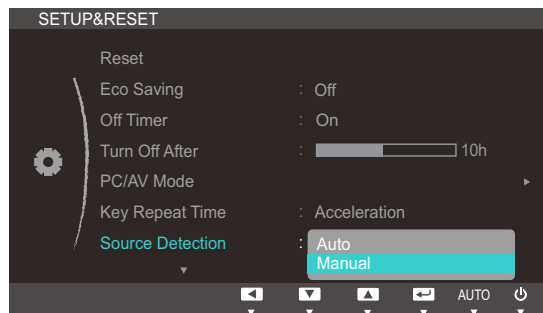 SETUP&RESET
Reset
Eco Saving : Off
Off Timer : On
Turn Off After : 10h
PC/AV Mode
Key Repeat Time : Acceleration
Source Detection : Auto
Manual
AUTO